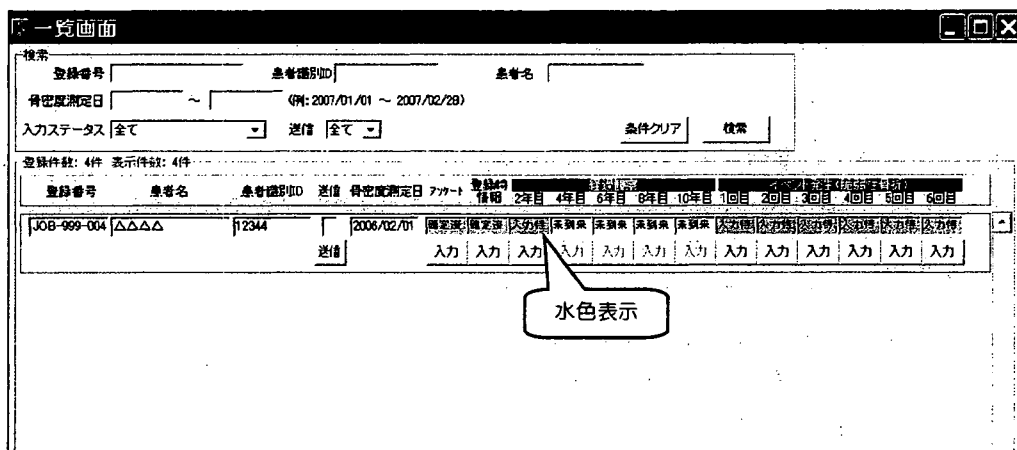 一覧画面
検索
登録番号 患者識別ID 患者名
骨密度測定日 ～ (例: 2007/01/01 ～ 2007/02/28)
入力ステータス 全て 送信 全て 条件クリア 検索
登録件数: 4件 表示件数: 4件
登録番号 患者名 患者識別ID 送信 骨密度測定日 アンケート 登録時情報 2年目 4年目 6年目 8年目 10年目 1回目 2回目 3回目 4回目 5回目 6回目
JOB-999-004 △△△△ 12344 2006/02/01 確定済 確定済 入力待 未到来 未到来 未到来 未到来 入力待 入力待 入力待 入力待 入力待 入力待
送信 入力 入力 入力 入力 入力 入力 入力 入力 入力 入力 入力 入力 入力
水色表示